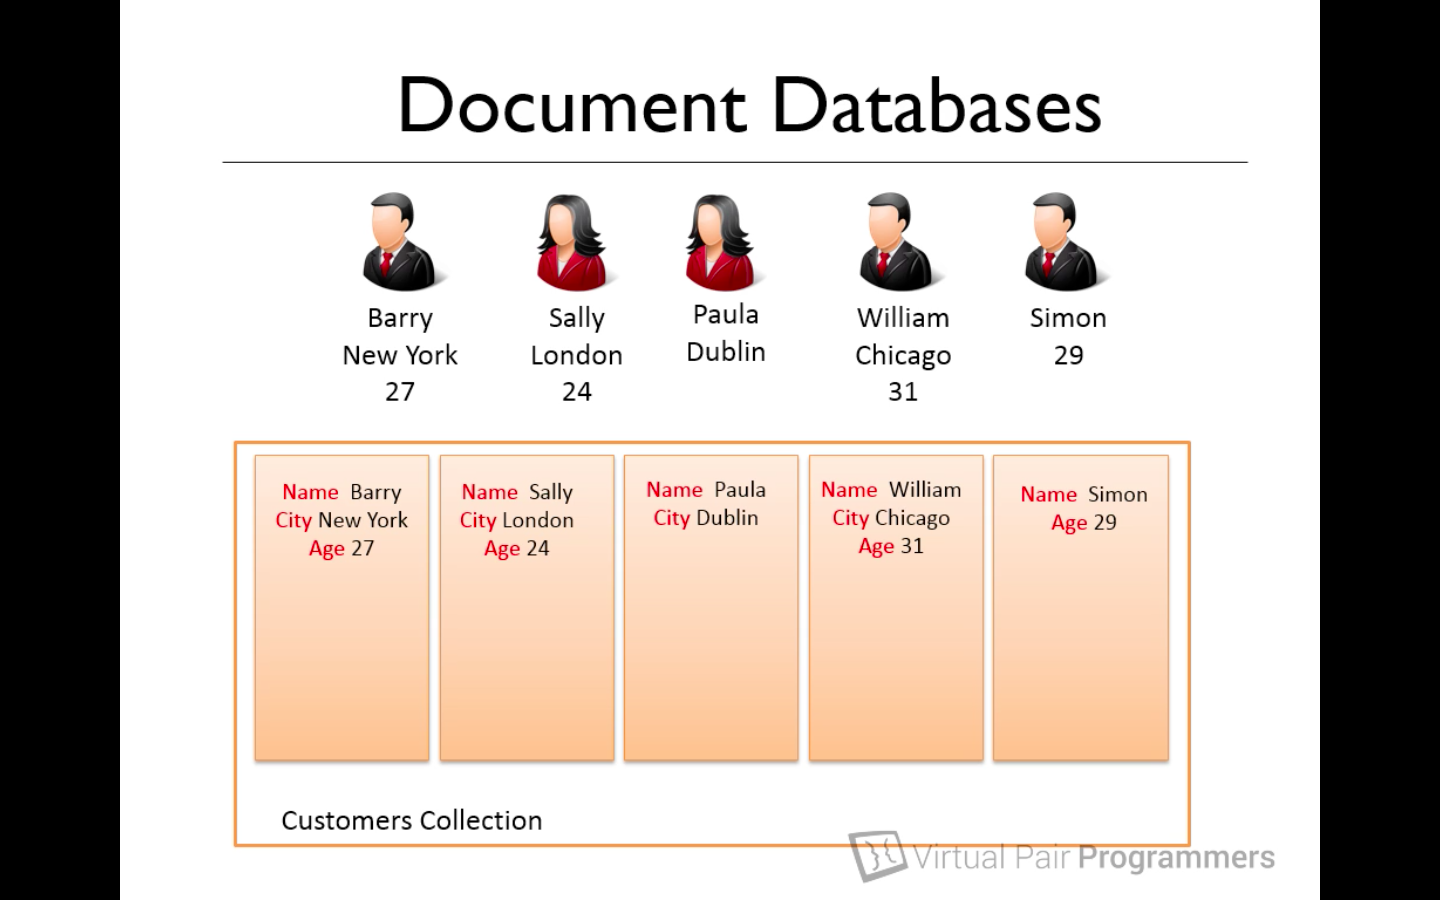 Document Databases
Barry
New York
27
Sally
London
24
Paula
Dublin
William
Chicago
31
Simon
29
Name Barry
City New York
Age 27
Name Sally
City London
Age 24
Name Paula
City Dublin
Name William
City Chicago
Age 31
Name Simon
Age 29
Customers Collection
Virtual Pair Programmers